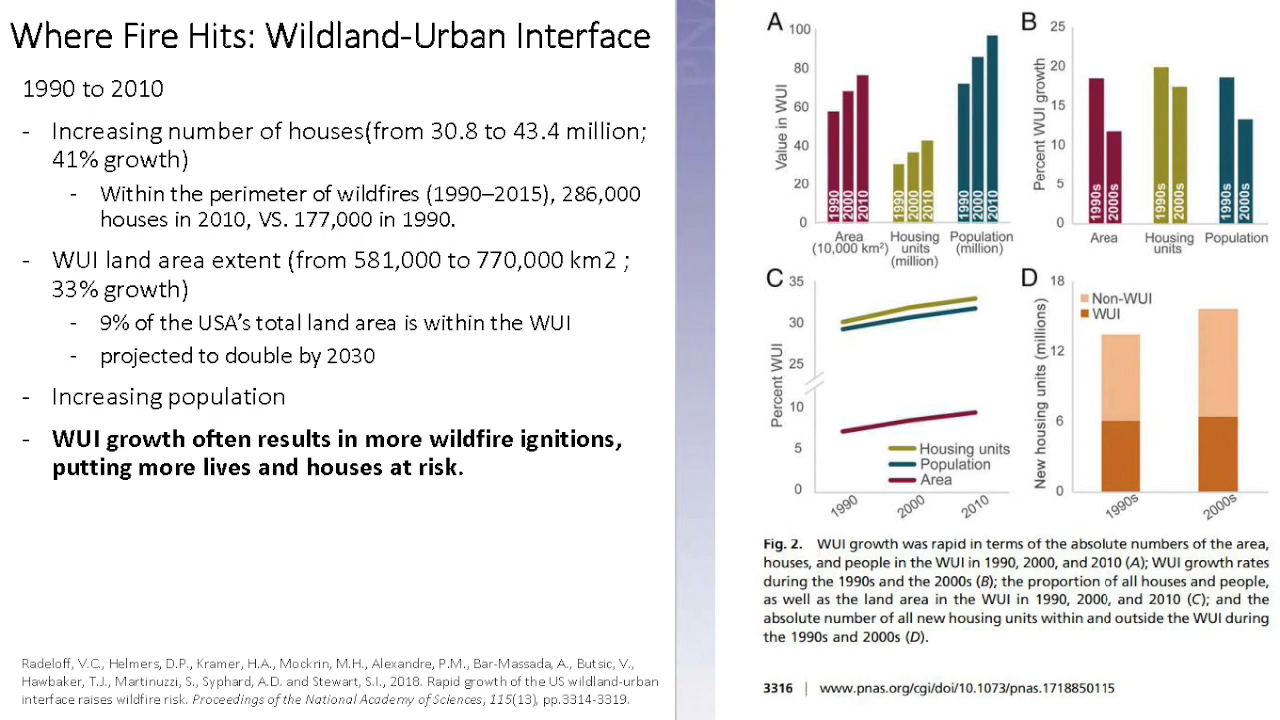 Where Fire Hits: Wildland-Urban Interface
1990 to 2010
- Increasing number of houses(from 30.8 to 43.4 million;
41% growth)
- Within the perimeter of wildfires (1990–2015), 286,000
houses in 2010, VS. 177,000 in 1990.
- WUI land area extent (from 581,000 to 770,000 km2 ;
33% growth)
- 9% of the USA's total land area is within the WUI
- projected to double by 2030
- Increasing population
- WUI growth often results in more wildfire ignitions,
putting more lives and houses at risk.
Radeloff, V.C., Helmers, D.P., Kramer, H.A., Mockrin, M.H., Alexandre, P.M., Bar-Massada, A., Butsic, V.,
Hawbaker, T.J., Martinuzzi, S., Syphard, A.D. and Stewart, S.I., 2018. Rapid growth of the US wildland-urban
interface raises wildfire risk. Proceedings of the National Academy of Sciences, 115(13), pp.3314-3319.
A
Value in WUI
100
80
60
40
20
0
1990
2000
2010
1990
2000
2010
1990
2000
2010
Area
(10,000 km²)
Housing
units
(million)
Population
(million)
B
Percent WUI growth
25
20
15
10
5
0
1990s
2000s
1990s
2000s
1990s
2000s
Area
Housing
units
Population
C
Percent WUI
35
30
25
10
5
0
Housing units
Population
Area
1990
2000
2010
D
New housing units (millions)
18
12
6
0
Non-WUI
WUI
1990s
2000s
Fig. 2. WUI growth was rapid in terms of the absolute numbers of the area,
houses, and people in the WUI in 1990, 2000, and 2010 (A); WUI growth rates
during the 1990s and the 2000s (B); the proportion of all houses and people,
as well as the land area in the WUI in 1990, 2000, and 2010 (C); and the
absolute number of all new housing units within and outside the WUI during
the 1990s and 2000s (D).
3316 | www.pnas.org/cgi/doi/10.1073/pnas.1718850115